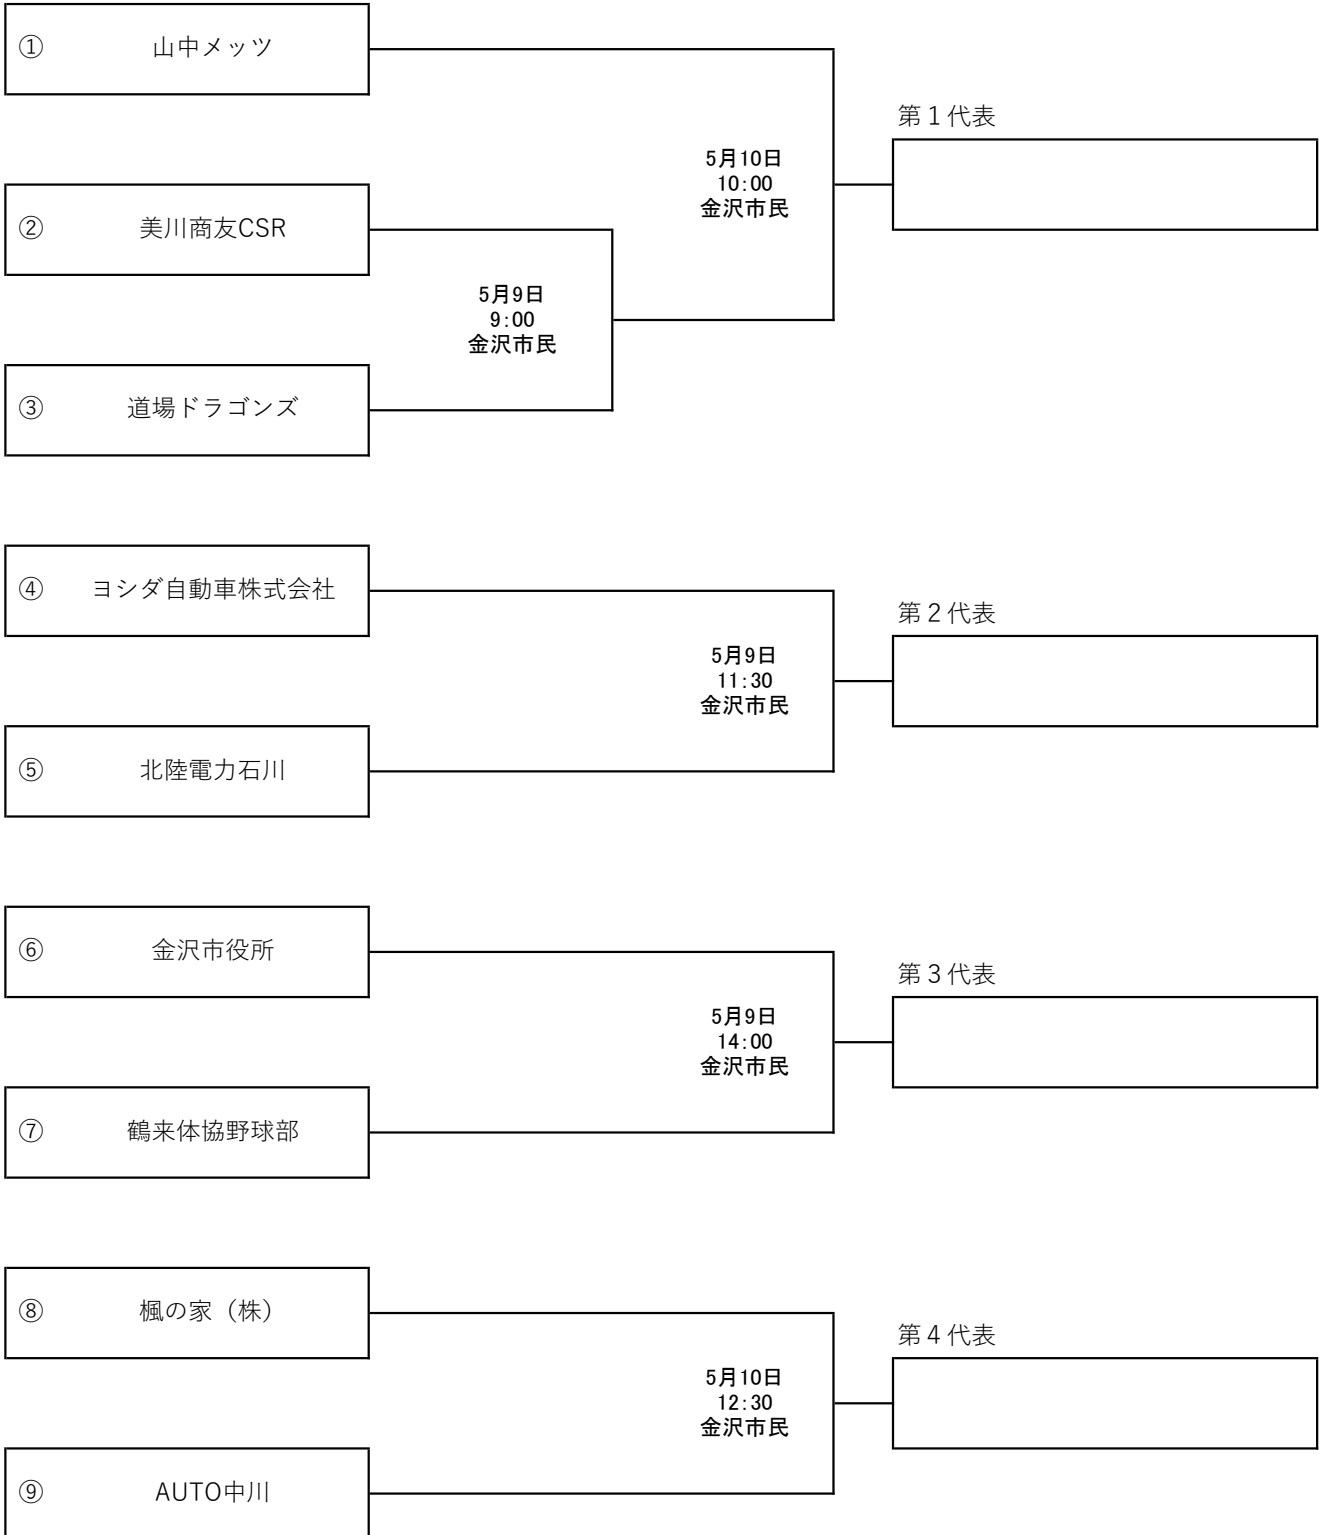 ① 山中メッツ
第１代表
5月10日
10:00
金沢市民
② 美川商友CSR
5月9日
9:00
金沢市民
③ 道場ドラゴンズ
④ ヨシダ自動車株式会社
第２代表
5月9日
11:30
金沢市民
⑤ 北陸電力石川
⑥ 金沢市役所
第３代表
5月9日
14:00
金沢市民
⑦ 鶴来体協野球部
⑧ 楓の家（株）
第４代表
5月10日
12:30
金沢市民
⑨ AUTO中川